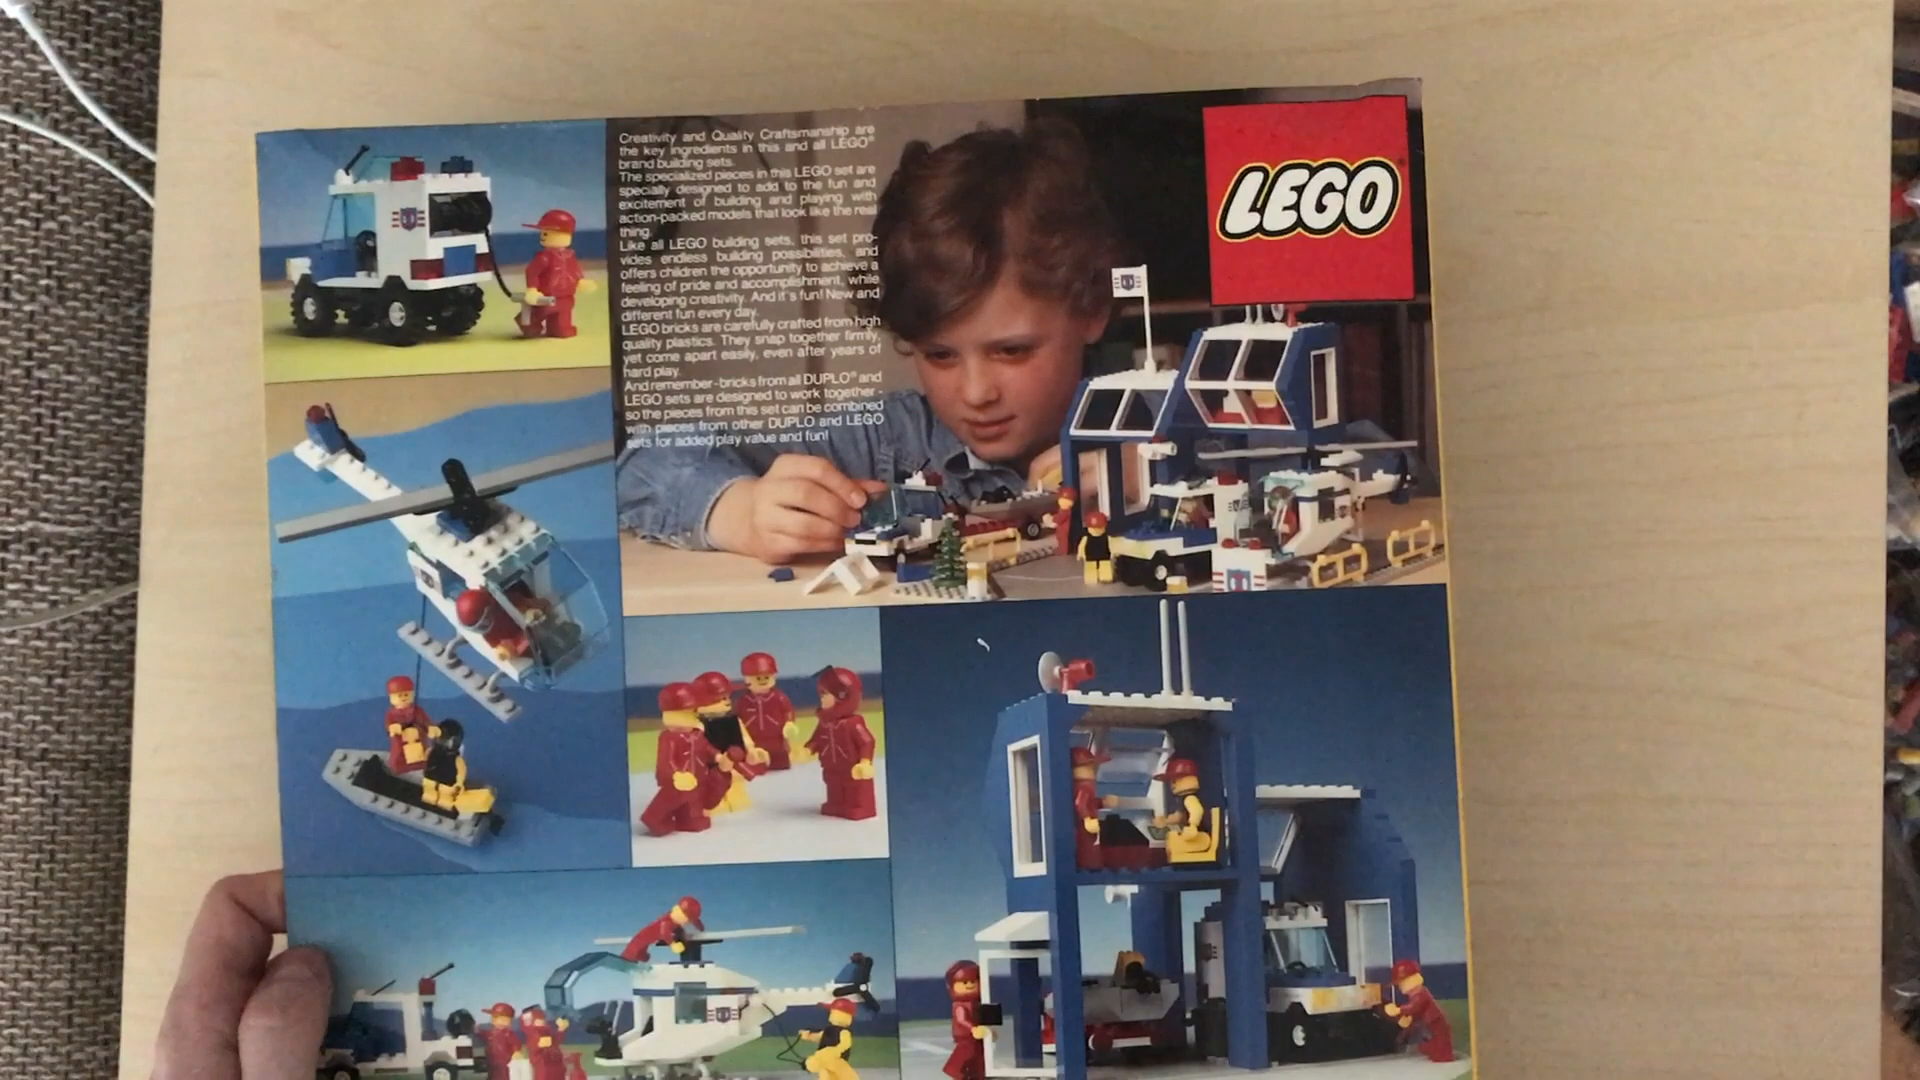 Creativity and Quality Craftsmanship are
the key ingredients in this and all LEGO®
brand building sets.
The specialized pieces in this LEGO set are
specially designed to add to the fun and
excitement of building and playing with
action-packed models that look like the real
thing.
Like all LEGO building sets, this set pro-
vides endless building possibilities, and
offers children the opportunity to achieve a
feeling of pride and accomplishment, while
developing creativity. And it's fun! New and
different fun every day.
LEGO bricks are carefully crafted from high
quality plastics. They snap together firmly,
yet come apart easily, even after years of
hard play.
And remember - bricks from all DUPLO® and
LEGO sets are designed to work together -
so the pieces from this set can be combined
with pieces from other DUPLO and LEGO
sets for added play value and fun!
LEGO®